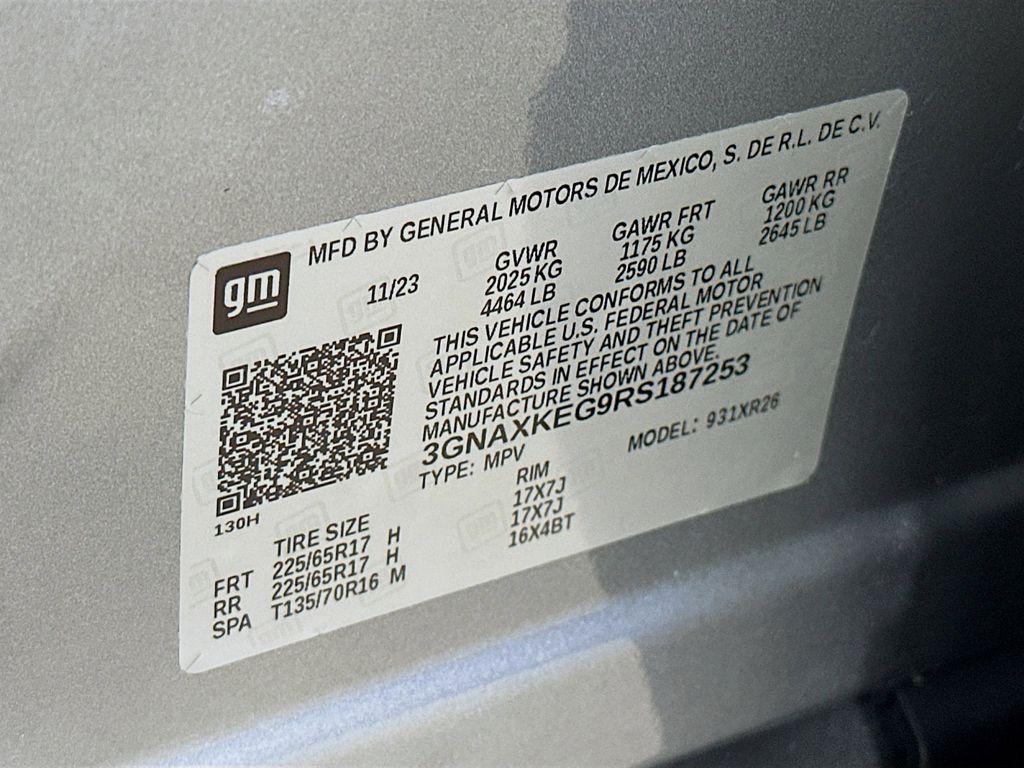 MFD BY GENERAL MOTORS DE MEXICO, S. DE R.L. DE C.V.
gm
11/23
GVWR GAWR FRT GAWR RR
2025 KG 1175 KG 1200 KG
4464 LB 2590 LB 2645 LB
THIS VEHICLE CONFORMS TO ALL
APPLICABLE U.S. FEDERAL MOTOR
VEHICLE SAFETY AND THEFT PREVENTION
STANDARDS IN EFFECT ON THE DATE OF
MANUFACTURE SHOWN ABOVE.
3GNAXKEG9RS187253
TYPE: MPV MODEL: 931XR26
130H
TIRE SIZE RIM
FRT 225/65R17 H 17X7J
RR 225/65R17 H 17X7J
SPA T135/70R16 M 16X4BT